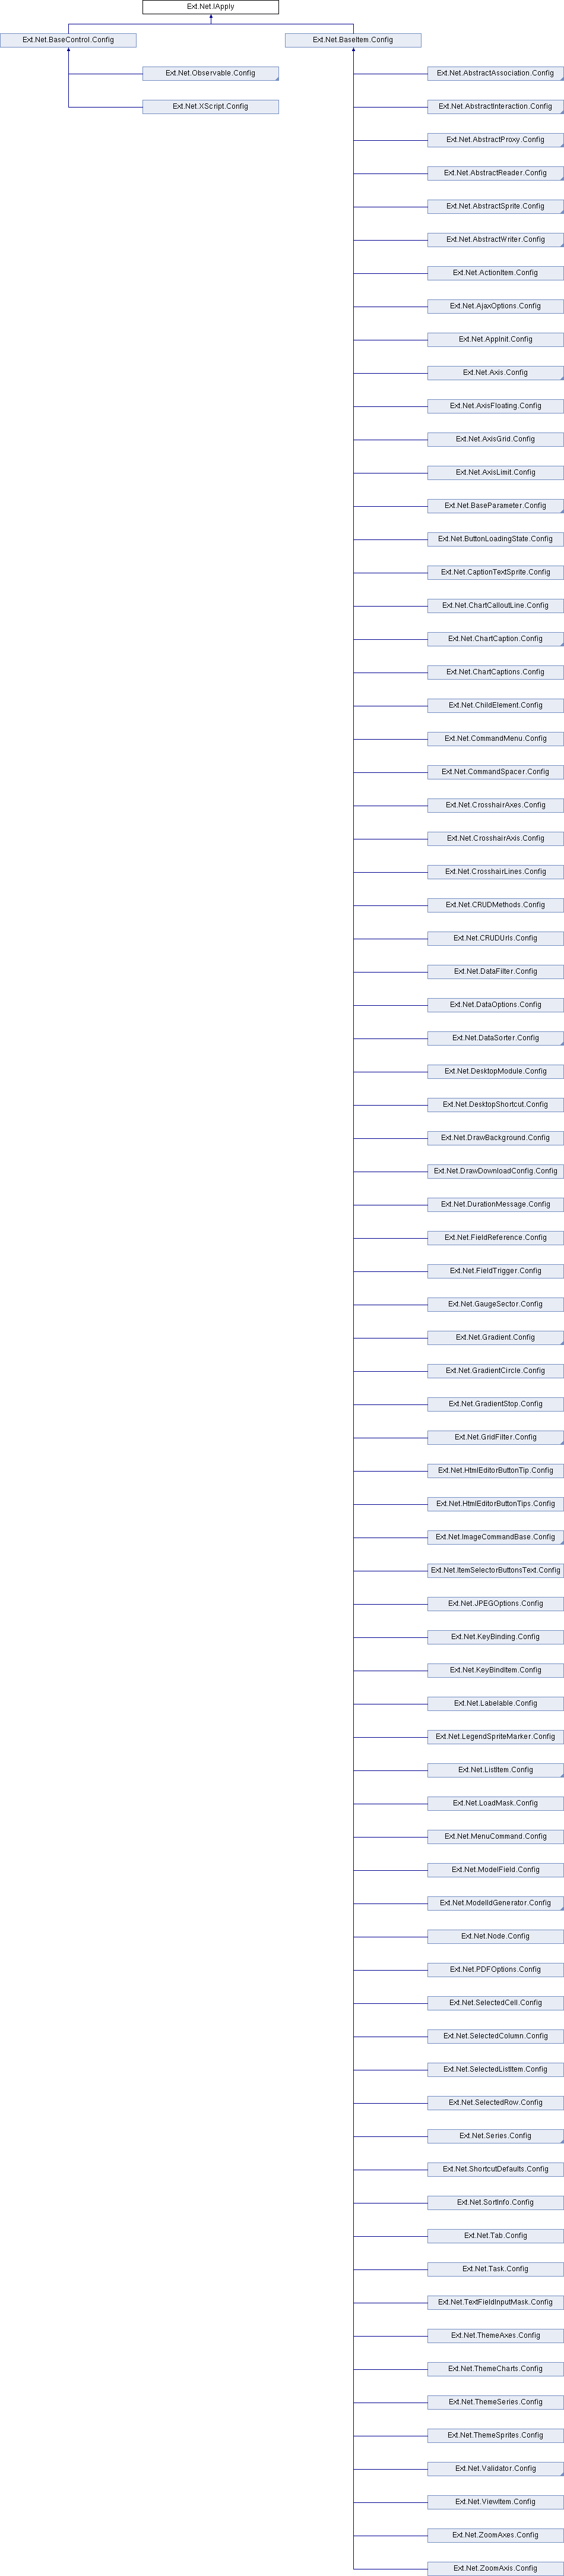 Ext.Net.IApply
Ext.Net.BaseControl.Config
Ext.Net.BaseItem.Config
Ext.Net.Observable.Config
Ext.Net.XScript.Config
Ext.Net.AbstractAssociation.Config
Ext.Net.AbstractInteraction.Config
Ext.Net.AbstractProxy.Config
Ext.Net.AbstractReader.Config
Ext.Net.AbstractSprite.Config
Ext.Net.AbstractWriter.Config
Ext.Net.ActionItem.Config
Ext.Net.AjaxOptions.Config
Ext.Net.AppInit.Config
Ext.Net.Axis.Config
Ext.Net.AxisFloating.Config
Ext.Net.AxisGrid.Config
Ext.Net.AxisLimit.Config
Ext.Net.BaseParameter.Config
Ext.Net.ButtonLoadingState.Config
Ext.Net.CaptionTextSprite.Config
Ext.Net.ChartCalloutLine.Config
Ext.Net.ChartCaption.Config
Ext.Net.ChartCaptions.Config
Ext.Net.ChildElement.Config
Ext.Net.CommandMenu.Config
Ext.Net.CommandSpacer.Config
Ext.Net.CrosshairAxes.Config
Ext.Net.CrosshairAxis.Config
Ext.Net.CrosshairLines.Config
Ext.Net.CRUDMethods.Config
Ext.Net.CRUDUrls.Config
Ext.Net.DataFilter.Config
Ext.Net.DataOptions.Config
Ext.Net.DataSorter.Config
Ext.Net.DesktopModule.Config
Ext.Net.DesktopShortcut.Config
Ext.Net.DrawBackground.Config
Ext.Net.DrawDownloadConfig.Config
Ext.Net.DurationMessage.Config
Ext.Net.FieldReference.Config
Ext.Net.FieldTrigger.Config
Ext.Net.GaugeSector.Config
Ext.Net.Gradient.Config
Ext.Net.GradientCircle.Config
Ext.Net.GradientStop.Config
Ext.Net.GridFilter.Config
Ext.Net.HtmlEditorButtonTip.Config
Ext.Net.HtmlEditorButtonTips.Config
Ext.Net.ImageCommandBase.Config
Ext.Net.ItemSelectorButtonsText.Config
Ext.Net.JPEGOptions.Config
Ext.Net.KeyBinding.Config
Ext.Net.KeyBindItem.Config
Ext.Net.Labelable.Config
Ext.Net.LegendSpriteMarker.Config
Ext.Net.ListItem.Config
Ext.Net.LoadMask.Config
Ext.Net.MenuCommand.Config
Ext.Net.ModelField.Config
Ext.Net.ModelIdGenerator.Config
Ext.Net.Node.Config
Ext.Net.PDFOptions.Config
Ext.Net.SelectedCell.Config
Ext.Net.SelectedColumn.Config
Ext.Net.SelectedListItem.Config
Ext.Net.SelectedRow.Config
Ext.Net.Series.Config
Ext.Net.ShortcutDefaults.Config
Ext.Net.SortInfo.Config
Ext.Net.Tab.Config
Ext.Net.Task.Config
Ext.Net.TextFieldInputMask.Config
Ext.Net.ThemeAxes.Config
Ext.Net.ThemeCharts.Config
Ext.Net.ThemeSeries.Config
Ext.Net.ThemeSprites.Config
Ext.Net.Validator.Config
Ext.Net.ViewItem.Config
Ext.Net.ZoomAxes.Config
Ext.Net.ZoomAxis.Config